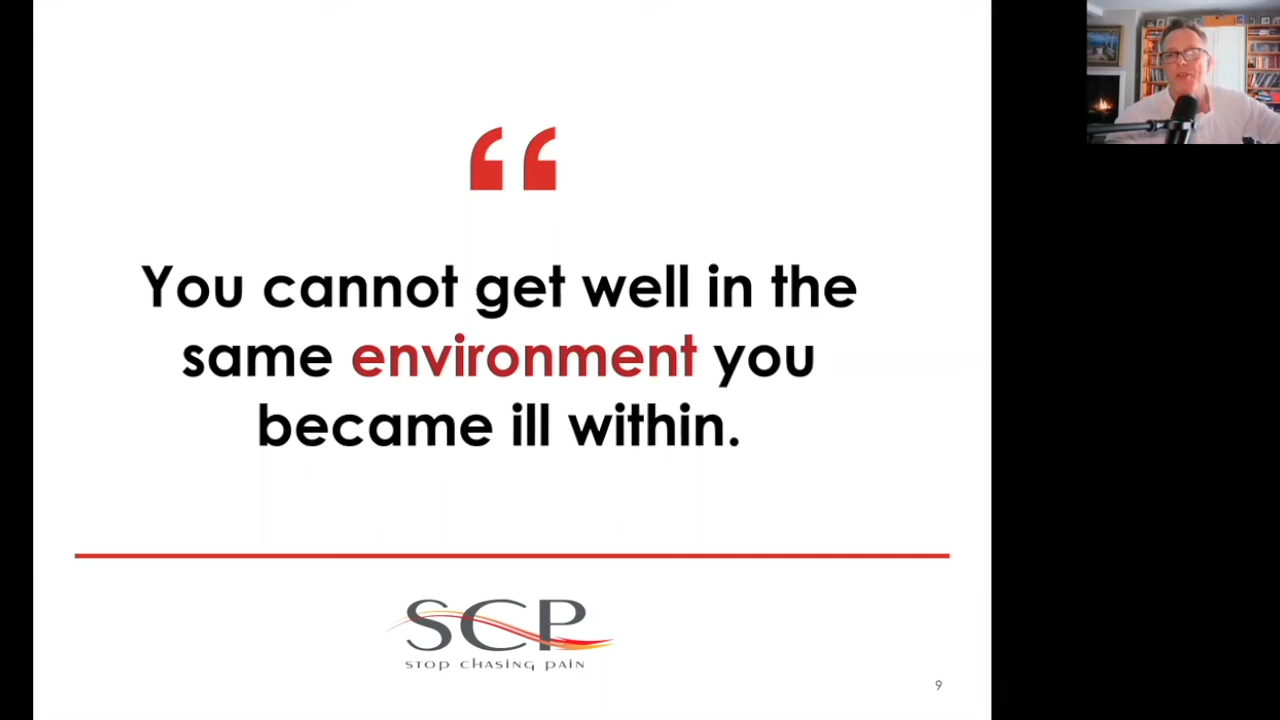 You cannot get well in the
same environment you
became ill within.
SCP
STOP CHASING PAIN
9